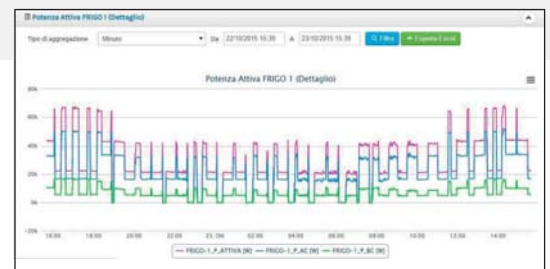 Potenza Attiva FRIGO 1 (Dettaglio)
Tipo di aggregazione Minuto Da 22/10/2015 15.39 A 23/10/2015 15.39 Filtra Esporta Excel
Potenza Attiva FRIGO 1 (Dettaglio)
80k
60k
40k
20k
0k
-20k
16:00 18:00 20:00 22:00 23. Oct 02:00 04:00 06:00 08:00 10:00 12:00 14:00
FRIGO-1_P_ATTIVA [W] FRIGO-1_P_AC [W] FRIGO-1_P_BC [W]